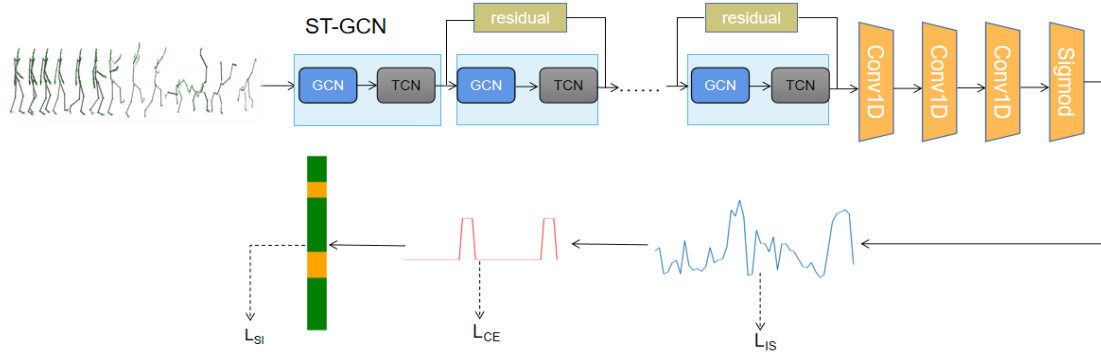 ST-GCN
residual
residual
GCN
TCN
GCN
TCN
......
GCN
TCN
Conv1D
Conv1D
Conv1D
Sigmod
LSI
LCE
LIS